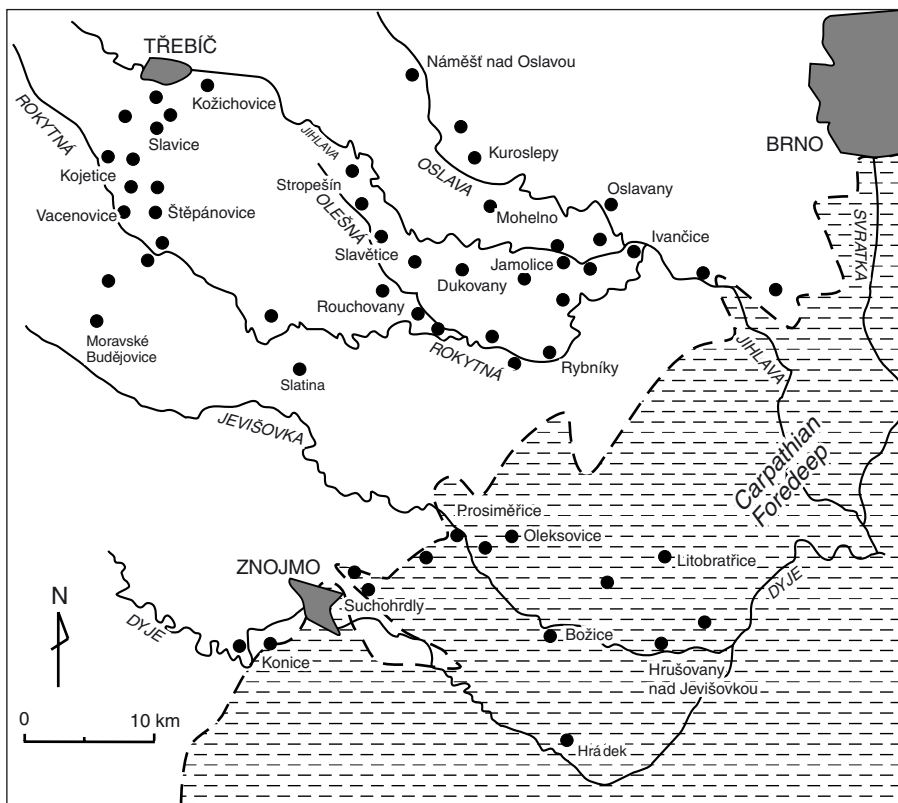 TŘEBÍČ
Námešť nad Oslavou
Kožichovice
ROKYTNÁ
JIHLAVA
BRNO
Slavice
Kuroslepy
Kojetice
Stropešín
OSLAVA
Oslavany
OLEŠNÁ
Vacenovice
Štěpánovice
Mohelno
SVRATKA
Ivančice
Slavětice
Jamolice
Dukovany
Rouchovany
Moravské
Budějovice
ROKYTNÁ
Rybníky
JIHLAVA
Slatina
JEVIŠOVKA
Carpathian
Foredeep
Prosiměřice
Oleksovice
ZNOJMO
Litobratřice
DYJE
N
Suchohrdly
DYJE
Božice
Konice
Hrušovany
nad Jevišovkou
0 10 km
Hrádek